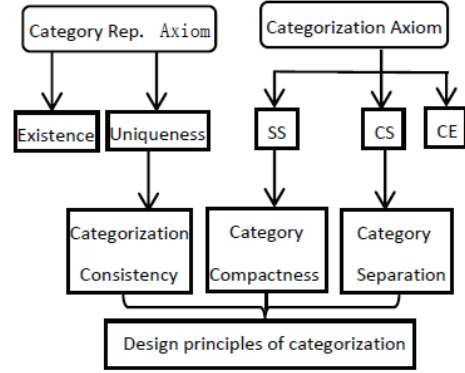 Category Rep. Axiom
Categorization Axiom
Existence
Uniqueness
SS
CS
CE
Categorization
Consistency
Category
Compactness
Category
Separation
Design principles of categorization